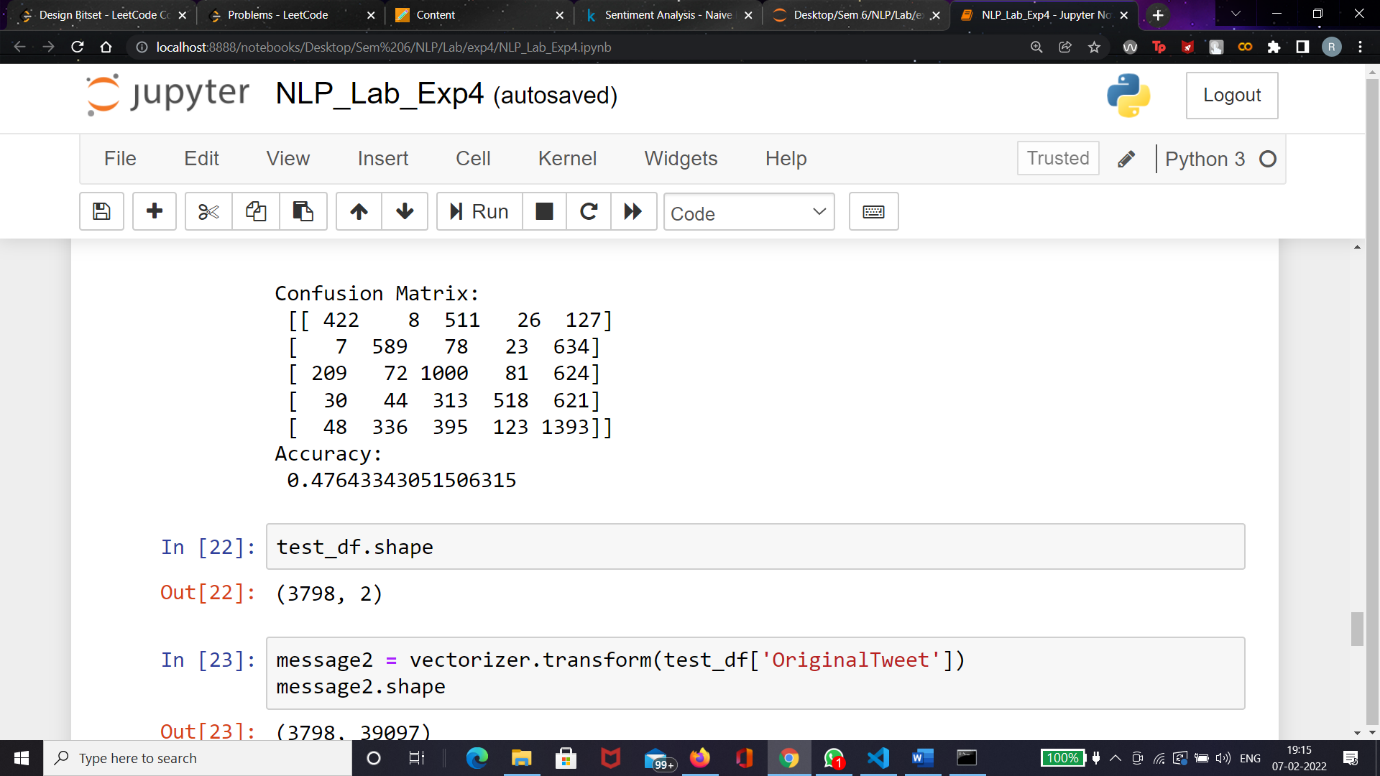 Design Bitset - LeetCode Co
Problems - LeetCode
Content
Sentiment Analysis - Naive
Desktop/Sem 6/NLP/Lab/ex
NLP_Lab_Exp4 - Jupyter No
localhost:8888/notebooks/Desktop/Sem%206/NLP/Lab/exp4/NLP_Lab_Exp4.ipynb
Tp
R
jupyter NLP_Lab_Exp4 (autosaved)
Logout
File Edit View Insert Cell Kernel Widgets Help
Trusted
Python 3
Run
Code
Confusion Matrix:
[[ 422 8 511 26 127]
[ 7 589 78 23 634]
[ 209 72 1000 81 624]
[ 30 44 313 518 621]
[ 48 336 395 123 1393]]
Accuracy:
0.47643343051506315
In [22]: test_df.shape
Out[22]: (3798, 2)
In [23]: message2 = vectorizer.transform(test_df['OriginalTweet'])
message2.shape
Out[23]: (3798, 39097)
Type here to search
99+
1
100%
ENG
19:15
07-02-2022